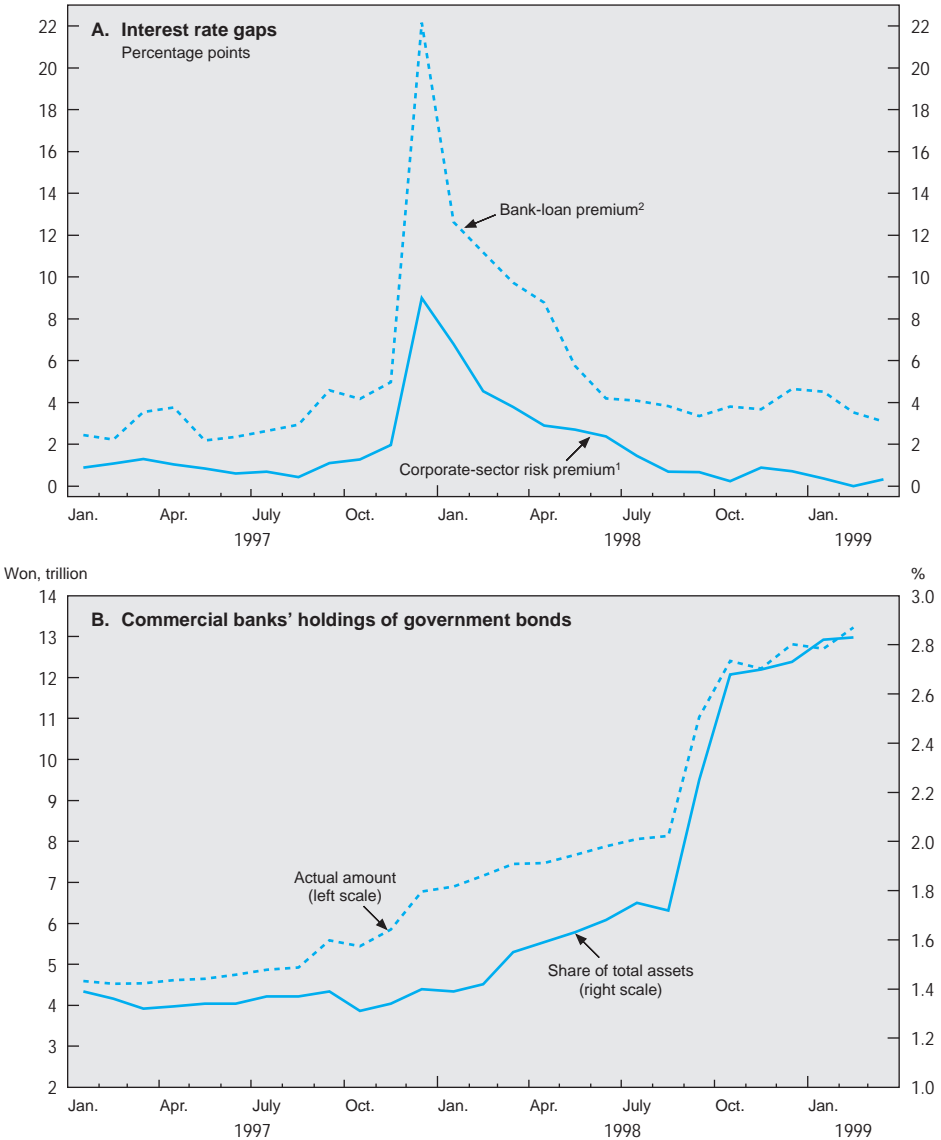 A. Interest rate gaps
Percentage points
22 22
20 20
18 18
16 16
14 14
12 12
10 10
8 8
6 6
4 4
2 2
0 0
Bank-loan premium²
Corporate-sector risk premium¹
Jan. Apr. July Oct. Jan. Apr. July Oct. Jan.
1997 1998 1999
Won, trillion %
B. Commercial banks’ holdings of government bonds
14 3.0
13 2.8
12 2.6
11 2.4
10 2.2
9 2.0
8 1.8
7 1.6
6 1.4
5 1.2
4 1.0
3
2
Actual amount
(left scale)
Share of total assets
(right scale)
Jan. Apr. July Oct. Jan. Apr. July Oct. Jan.
1997 1998 1999